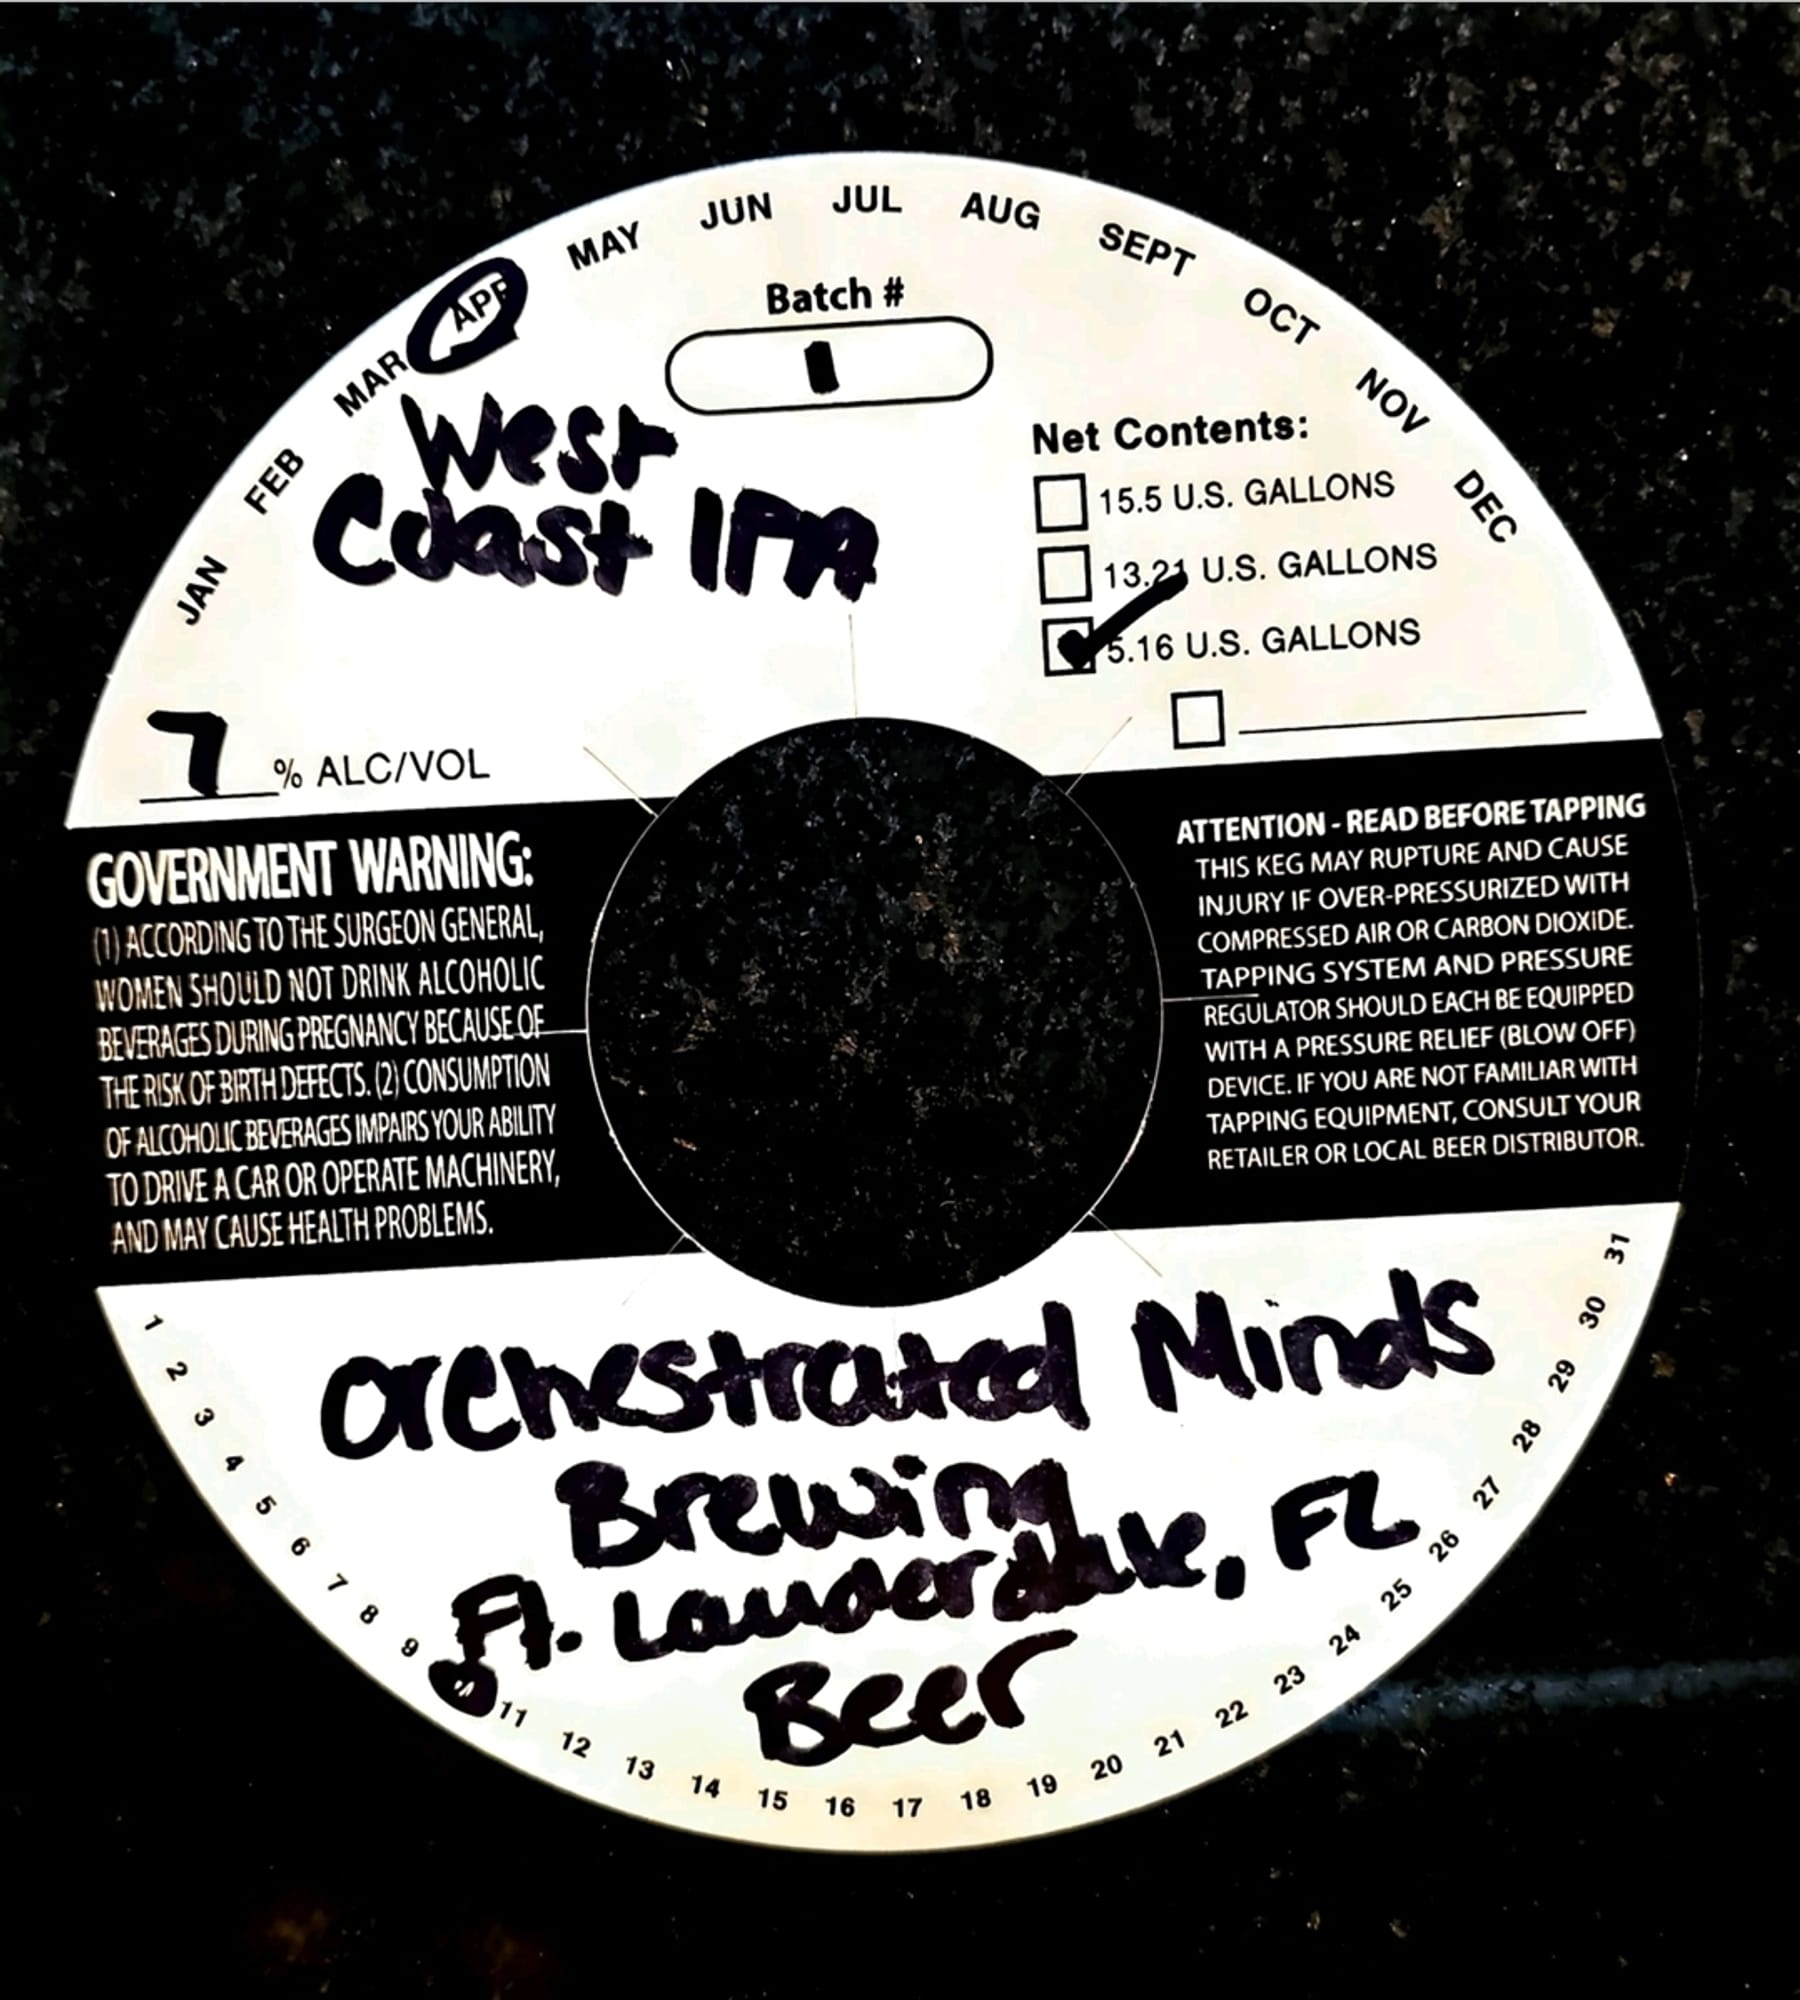 JAN FEB MAR APR MAY JUN JUL AUG SEPT OCT NOV DEC
Batch #
1
West
Coast IPA
Net Contents:
15.5 U.S. GALLONS
13.21 U.S. GALLONS
5.16 U.S. GALLONS
7 % ALC/VOL
GOVERNMENT WARNING:
(1) ACCORDING TO THE SURGEON GENERAL,
WOMEN SHOULD NOT DRINK ALCOHOLIC
BEVERAGES DURING PREGNANCY BECAUSE OF
THE RISK OF BIRTH DEFECTS. (2) CONSUMPTION
OF ALCOHOLIC BEVERAGES IMPAIRS YOUR ABILITY
TO DRIVE A CAR OR OPERATE MACHINERY,
AND MAY CAUSE HEALTH PROBLEMS.
ATTENTION - READ BEFORE TAPPING
THIS KEG MAY RUPTURE AND CAUSE
INJURY IF OVER-PRESSURIZED WITH
COMPRESSED AIR OR CARBON DIOXIDE.
TAPPING SYSTEM AND PRESSURE
REGULATOR SHOULD EACH BE EQUIPPED
WITH A PRESSURE RELIEF (BLOW OFF)
DEVICE. IF YOU ARE NOT FAMILIAR WITH
TAPPING EQUIPMENT, CONSULT YOUR
RETAILER OR LOCAL BEER DISTRIBUTOR.
Orchestrated Minds
Brewing
Ft. Lauderdale, FL
Beer
1 2 3 4 5 6 7 8 9 11 12 13 14 15 16 17 18 19 20 21 22 23 24 25 26 27 28 29 30 31